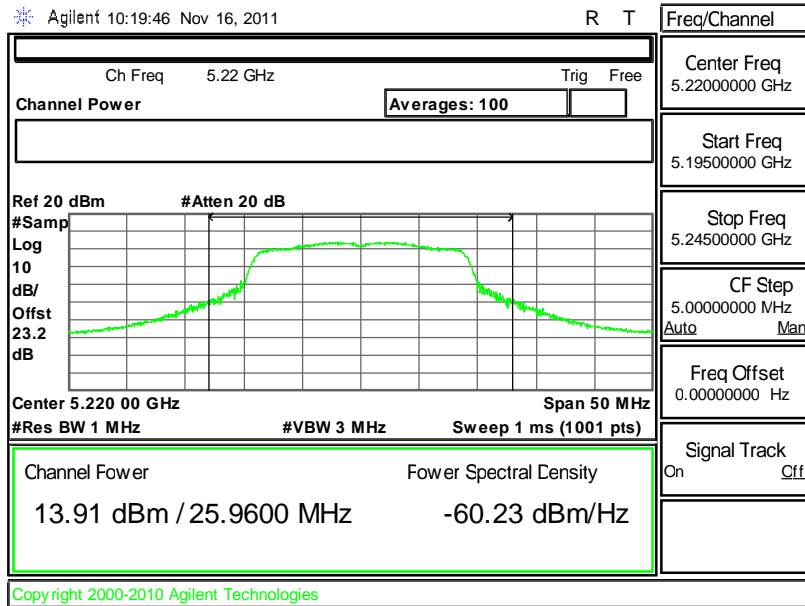 Agilent 10:19:46 Nov 16, 2011 R T
Ch Freq 5.22 GHz Trig Free
Channel Power Averages: 100
Ref 20 dBm #Atten 20 dB
#Samp
Log
10
dB/
Offst
23.2
dB
Center 5.220 00 GHz Span 50 MHz
#Res BW 1 MHz #VBW 3 MHz Sweep 1 ms (1001 pts)
Channel Power Power Spectral Density
13.91 dBm / 25.9600 MHz -60.23 dBm/Hz
Copyright 2000-2010 Agilent Technologies
Freq/Channel
Center Freq
5.22000000 GHz
Start Freq
5.19500000 GHz
Stop Freq
5.24500000 GHz
CF Step
5.00000000 MHz
Auto Man
Freq Offset
0.00000000 Hz
Signal Track
On Off